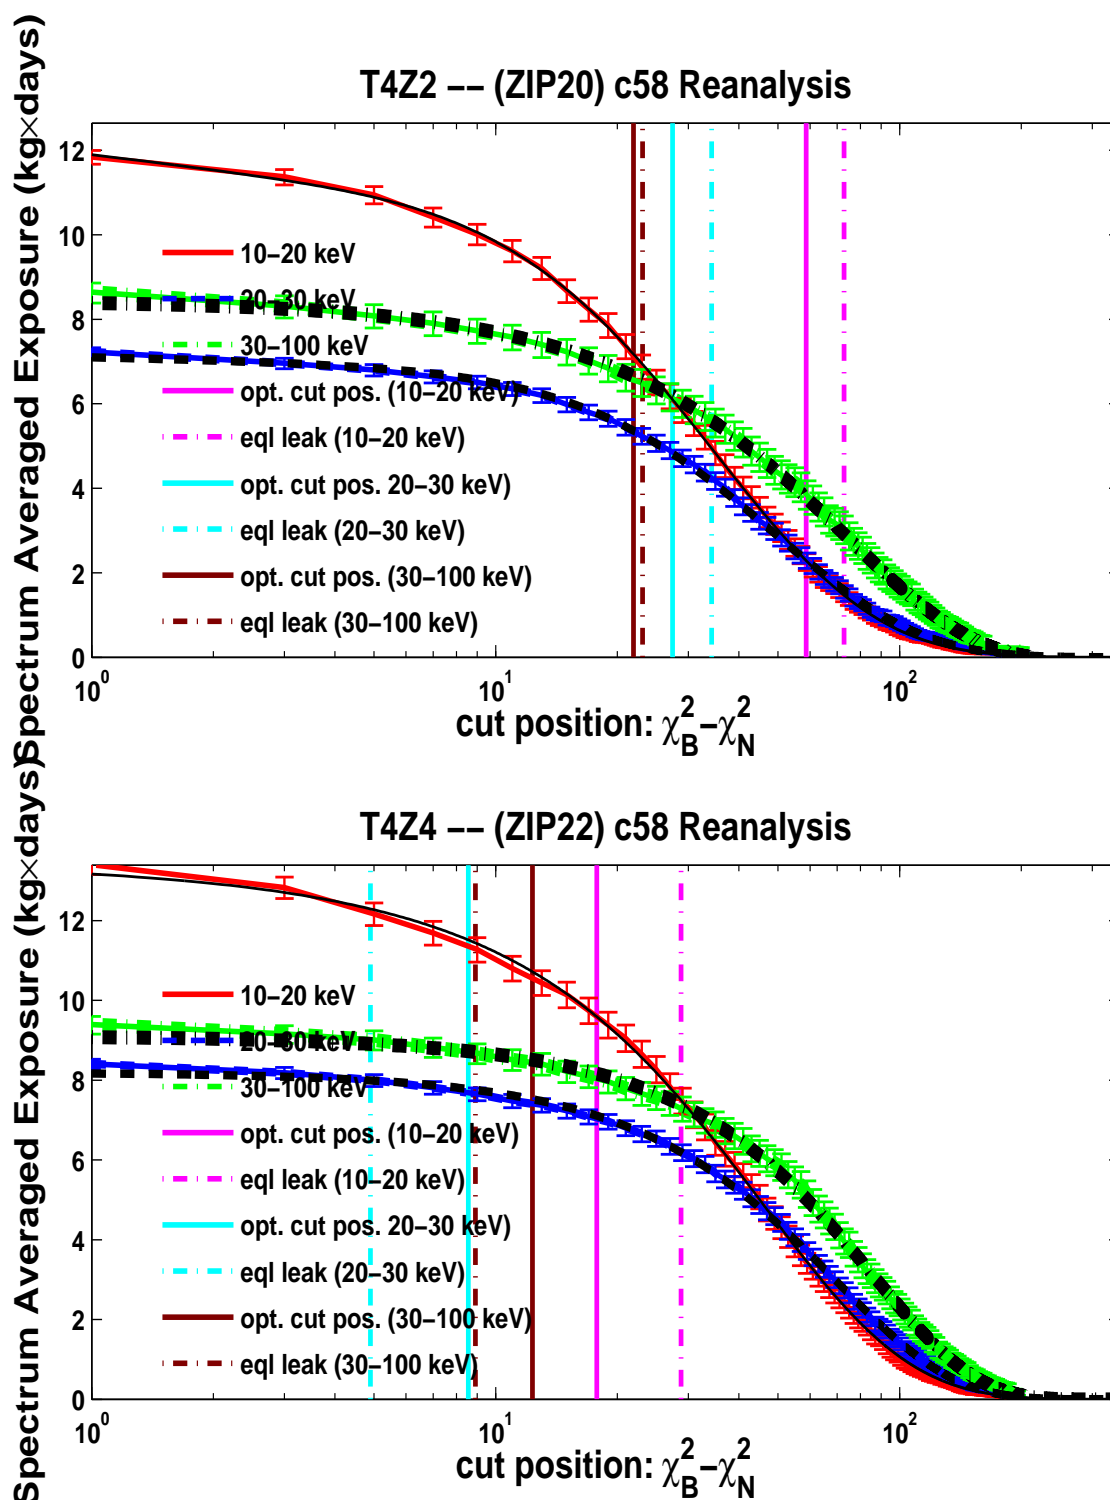 T4Z2 −− (ZIP20) c58 Reanalysis
Spectrum Averaged Exposure (kg×days)
12
10
8
6
4
2
0
10–20 keV
20–30 keV
30–100 keV
opt. cut pos. (10–20 keV)
eql leak (10–20 keV)
opt. cut pos. 20–30 keV)
eql leak (20–30 keV)
opt. cut pos. (30–100 keV)
eql leak (30–100 keV)
10^0 10^1 10^2
cut position: χ_B^2−χ_N^2
T4Z4 −− (ZIP22) c58 Reanalysis
Spectrum Averaged Exposure (kg×days)
12
10
8
6
4
2
0
10–20 keV
20–30 keV
30–100 keV
opt. cut pos. (10–20 keV)
eql leak (10–20 keV)
opt. cut pos. 20–30 keV)
eql leak (20–30 keV)
opt. cut pos. (30–100 keV)
eql leak (30–100 keV)
10^0 10^1 10^2
cut position: χ_B^2−χ_N^2